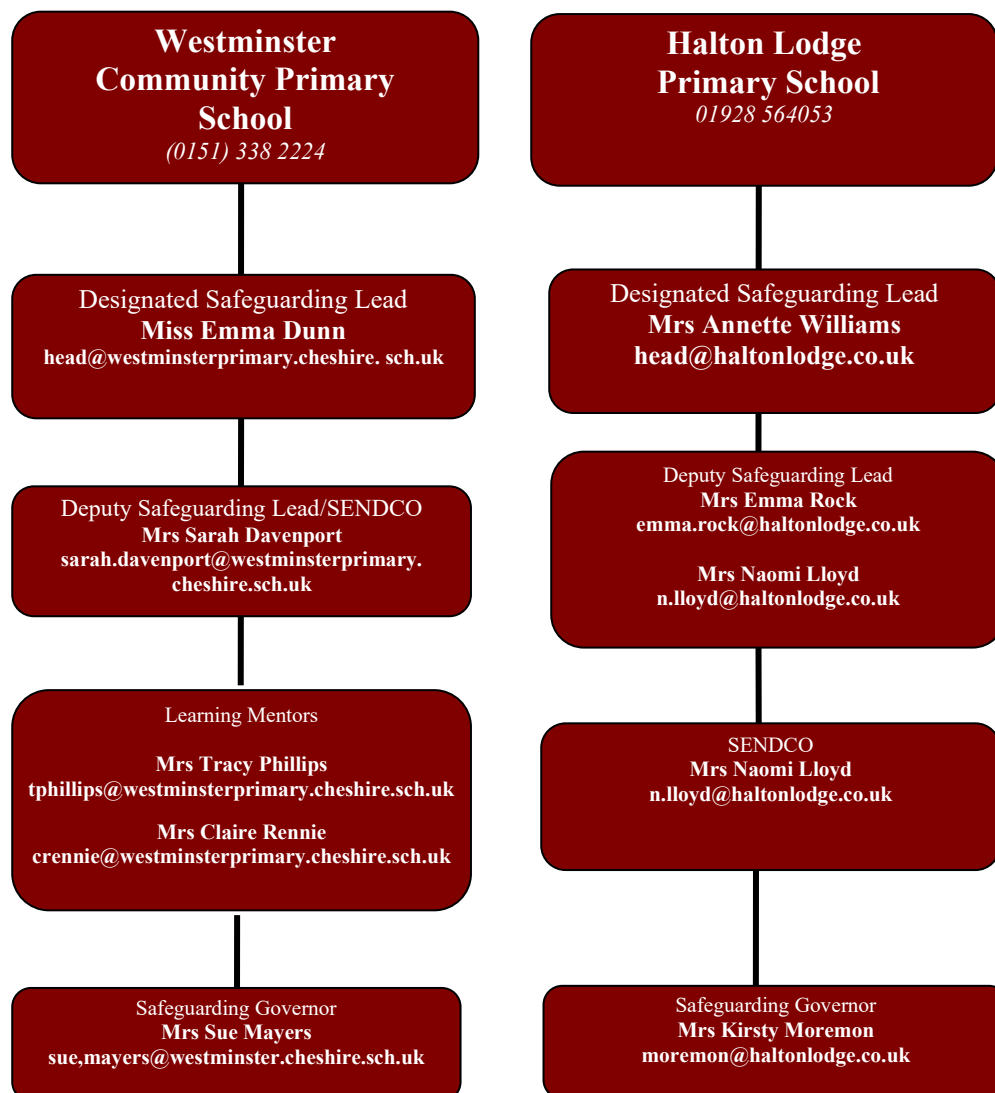 Westminster
Community Primary
School
(0151) 338 2224
Designated Safeguarding Lead
Miss Emma Dunn
head@westminsterprimary.cheshire. sch.uk
Deputy Safeguarding Lead/SENDCO
Mrs Sarah Davenport
sarah.davenport@westminsterprimary.
cheshire.sch.uk
Learning Mentors
Mrs Tracy Phillips
tphillips@westminsterprimary.cheshire.sch.uk
Mrs Claire Rennie
crennie@westminsterprimary.cheshire.sch.uk
Safeguarding Governor
Mrs Sue Mayers
sue,mayers@westminster.cheshire.sch.uk
Halton Lodge
Primary School
01928 564053
Designated Safeguarding Lead
Mrs Annette Williams
head@haltonlodge.co.uk
Deputy Safeguarding Lead
Mrs Emma Rock
emma.rock@haltonlodge.co.uk
Mrs Naomi Lloyd
n.lloyd@haltonlodge.co.uk
SENDCO
Mrs Naomi Lloyd
n.lloyd@haltonlodge.co.uk
Safeguarding Governor
Mrs Kirsty Moremon
moremon@haltonlodge.co.uk